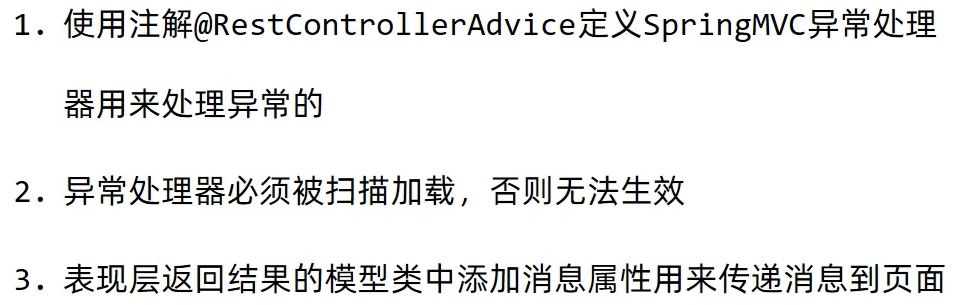 1. 使用注解@RestControllerAdvice定义SpringMVC异常处理
器用来处理异常的
2. 异常处理器必须被扫描加载，否则无法生效
3. 表现层返回结果的模型类中添加消息属性用来传递消息到页面